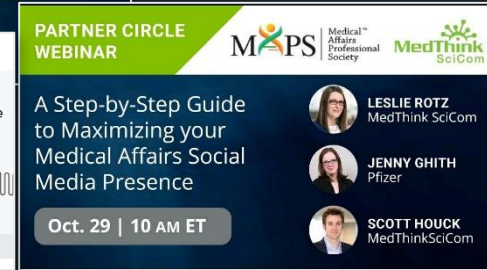 PARTNER CIRCLE
WEBINAR
MAPS
Medical™
Affairs
Professional
Society
MedThink
SciCom
A Step-by-Step Guide
to Maximizing your
Medical Affairs Social
Media Presence
Oct. 29 | 10 AM ET
LESLIE ROTZ
MedThink SciCom
JENNY GHITH
Pfizer
SCOTT HOUCK
MedThinkSciCom